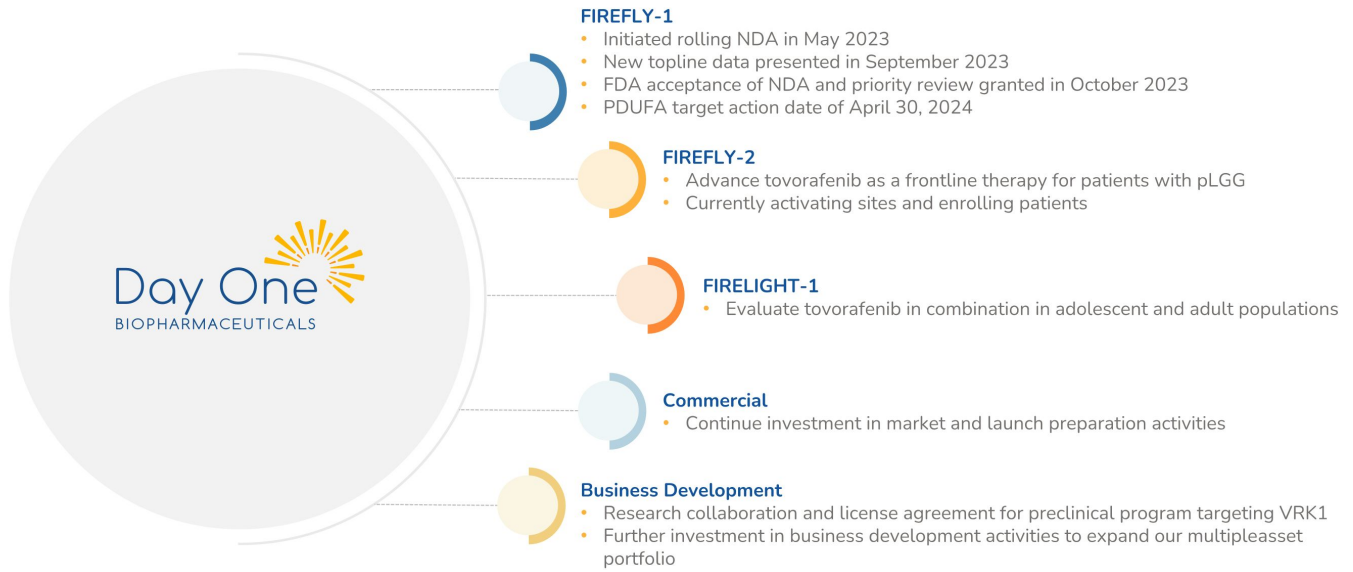 Day One
BIOPHARMACEUTICALS
FIREFLY-1
• Initiated rolling NDA in May 2023
• New topline data presented in September 2023
• FDA acceptance of NDA and priority review granted in October 2023
• PDUFA target action date of April 30, 2024
FIREFLY-2
• Advance tovorafenib as a frontline therapy for patients with pLGG
• Currently activating sites and enrolling patients
FIRELIGHT-1
• Evaluate tovorafenib in combination in adolescent and adult populations
Commercial
• Continue investment in market and launch preparation activities
Business Development
• Research collaboration and license agreement for preclinical program targeting VRK1
• Further investment in business development activities to expand our multipleasset
portfolio